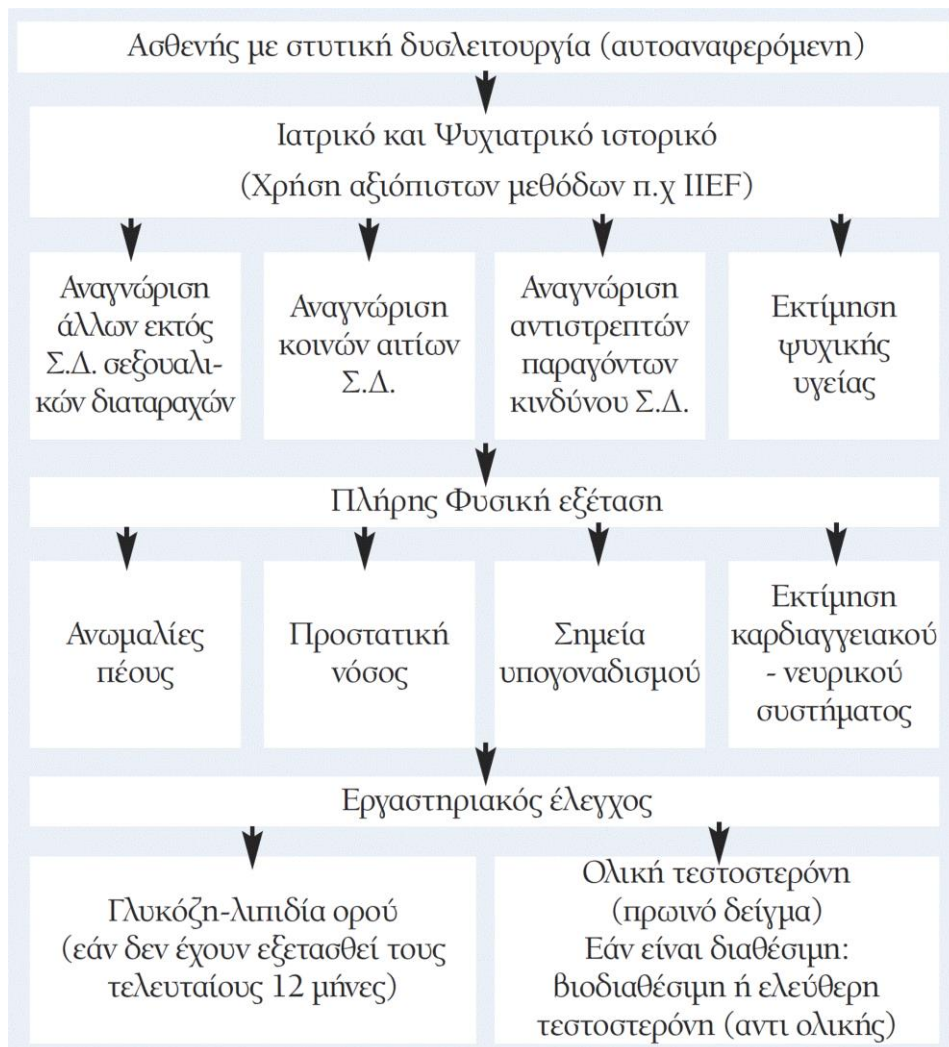 Ασθενής με στυτική δυσλειτουργία (αυτοαναφερόμενη)
Ιατρικό και Ψυχιατρικό ιστορικό
(Χρήση αξιόπιστων μεθόδων π.χ IIEF)
Αναγνώριση
άλλων εκτός
Σ.Δ. σεξουαλι-
κών διαταραχών
Αναγνώριση
κοινών αιτίων
Σ.Δ.
Αναγνώριση
αντιστρεπτών
παραγόντων
κινδύνου Σ.Δ.
Εκτίμηση
ψυχικής
υγείας
Πλήρης Φυσική εξέταση
Ανωμαλίες
πέους
Προστατική
νόσος
Σημεία
υπογοναδισμού
Εκτίμηση
καρδιαγγειακού
- νευρικού
συστήματος
Εργαστηριακός έλεγχος
Γλυκόζη-λιπιδία ορού
(εάν δεν έχουν εξετασθεί τους
τελευταίους 12 μήνες)
Ολική τεστοστερόνη
(πρωινό δείγμα)
Εάν είναι διαθέσιμη:
βιοδιαθέσιμη ή ελεύθερη
τεστοστερόνη (αντι ολικής)